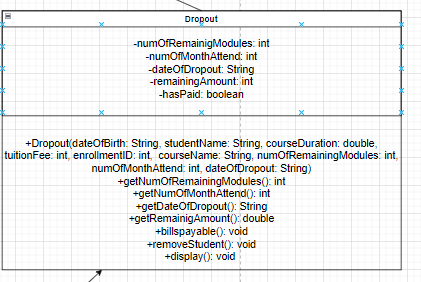 Dropout
-numOfRemainigModules: int
-numOfMonthAttend: int
-dateOfDropout: String
-remainingAmount: int
-hasPaid: boolean
+Dropout(dateOfBirth: String, studentName: String, courseDuration: double,
tuitionFee: int, enrollmentID: int, courseName: String, numOfRemainingModules: int,
numOfMonthAttend: int, dateOfDropout: String)
+getNumOfRemainingModules(): int
+getNumOfMonthAttend(): int
+getDateOfDropout(): String
+getRemainigAmount(): double
+billspayable(): void
+removeStudent(): void
+display(): void